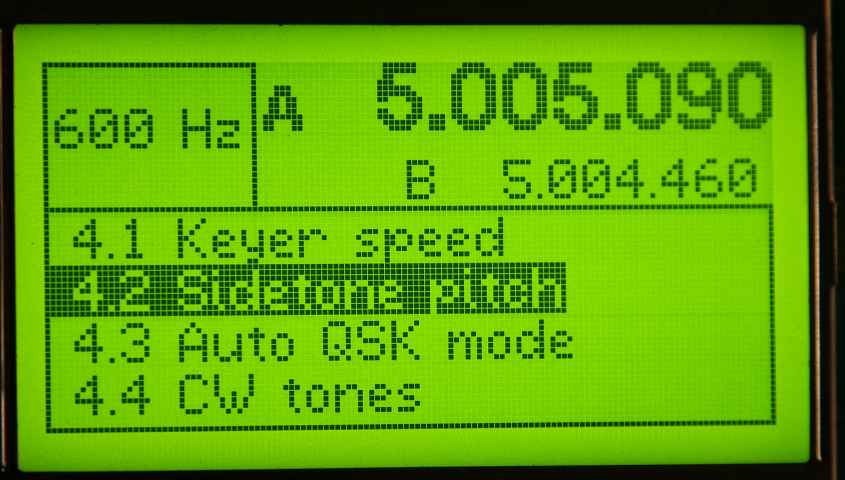 600 Hz A 5.005.090
B 5.004.460
4.1 Keyer speed
4.2 Sidetone pitch
4.3 Auto QSK mode
4.4 CW tones